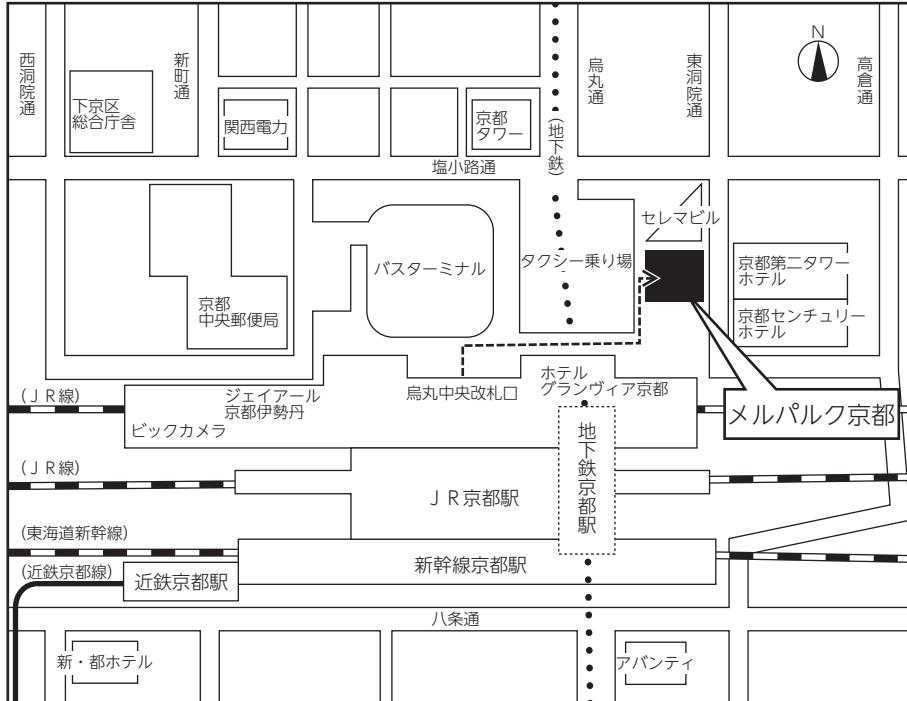 西洞院通
新町通
下京区
総合庁舎
関西電力
京都
タワー
(地下鉄)
烏丸通
東洞院通
N
高倉通
塩小路通
セレマビル
バスターミナル
タクシー乗り場
京都第二タワー
ホテル
京都
中央郵便局
京都センチュリー
ホテル
(JR線)
ジェイアール
京都伊勢丹
ビックカメラ
烏丸中央改札口
ホテル
グランヴィア京都
メルパルク京都
地下鉄京都駅
(JR線)
JR京都駅
(東海道新幹線)
新幹線京都駅
(近鉄京都線)
近鉄京都駅
八条通
新・都ホテル
アバンティ